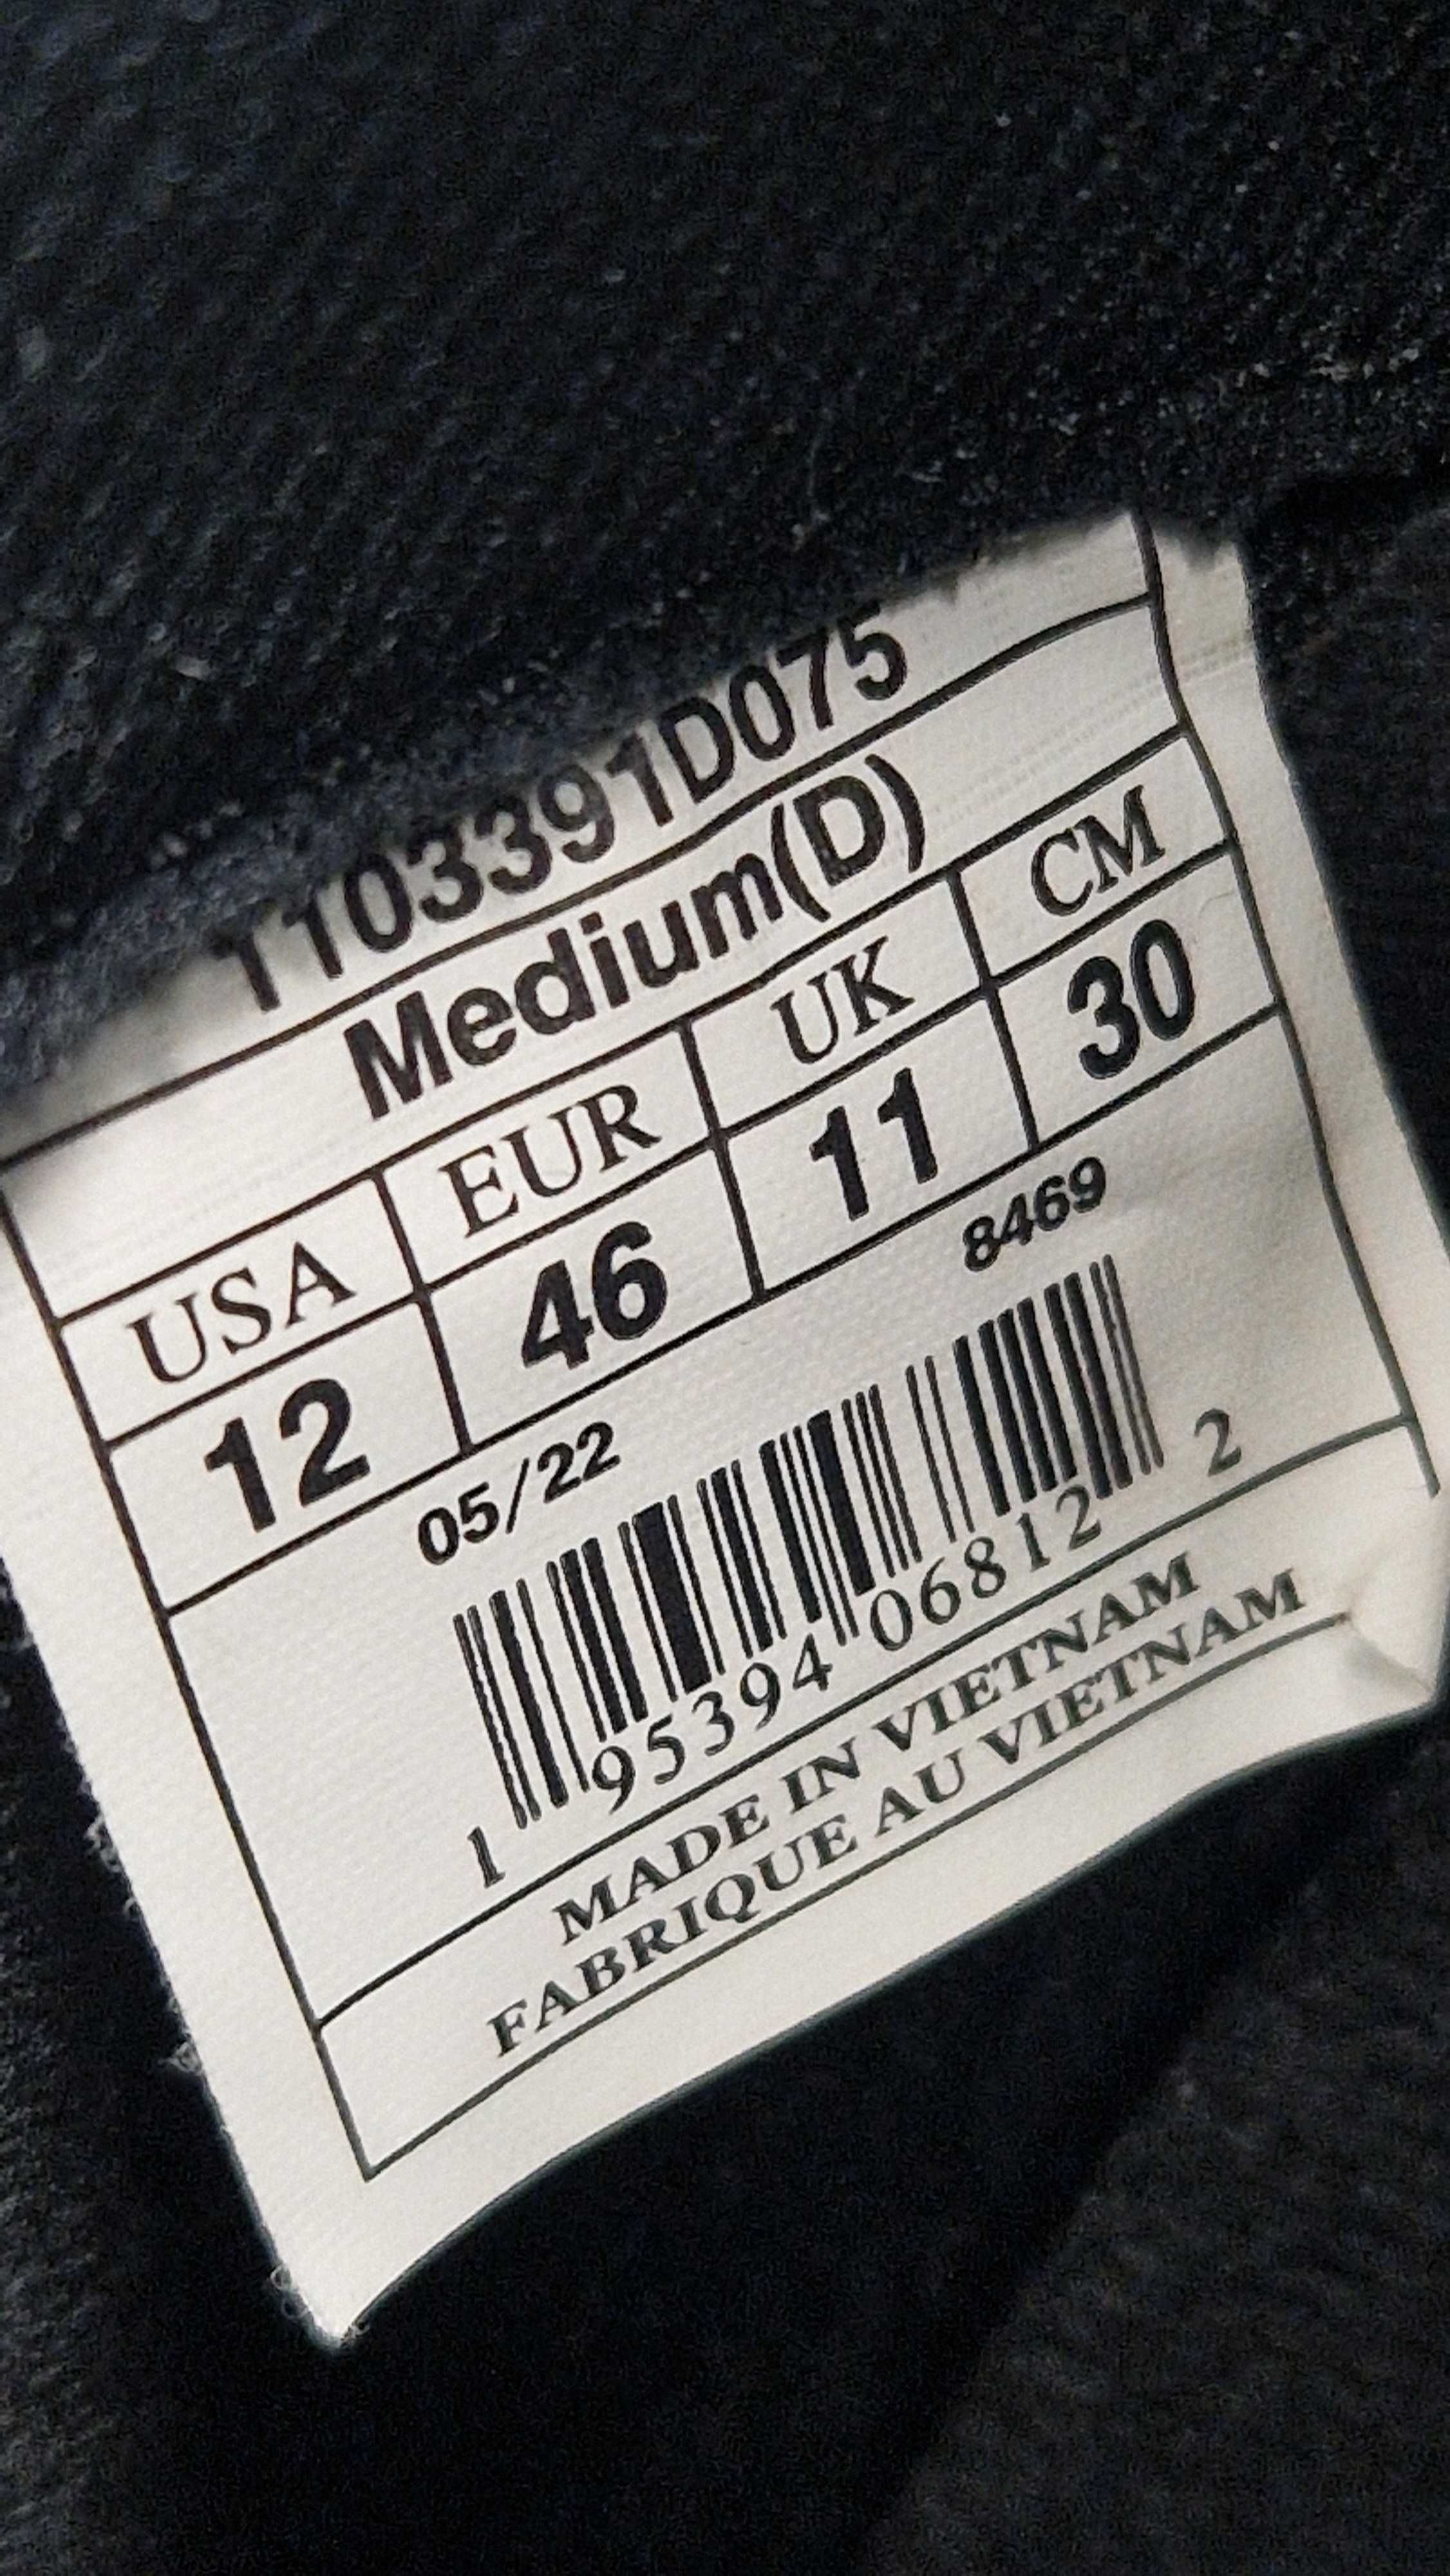 1103391D075
Medium(D)
USA EUR UK CM
12 46 11 30
05/22 8469
1 95394 06812 2
MADE IN VIETNAM
FABRIQUE AU VIETNAM